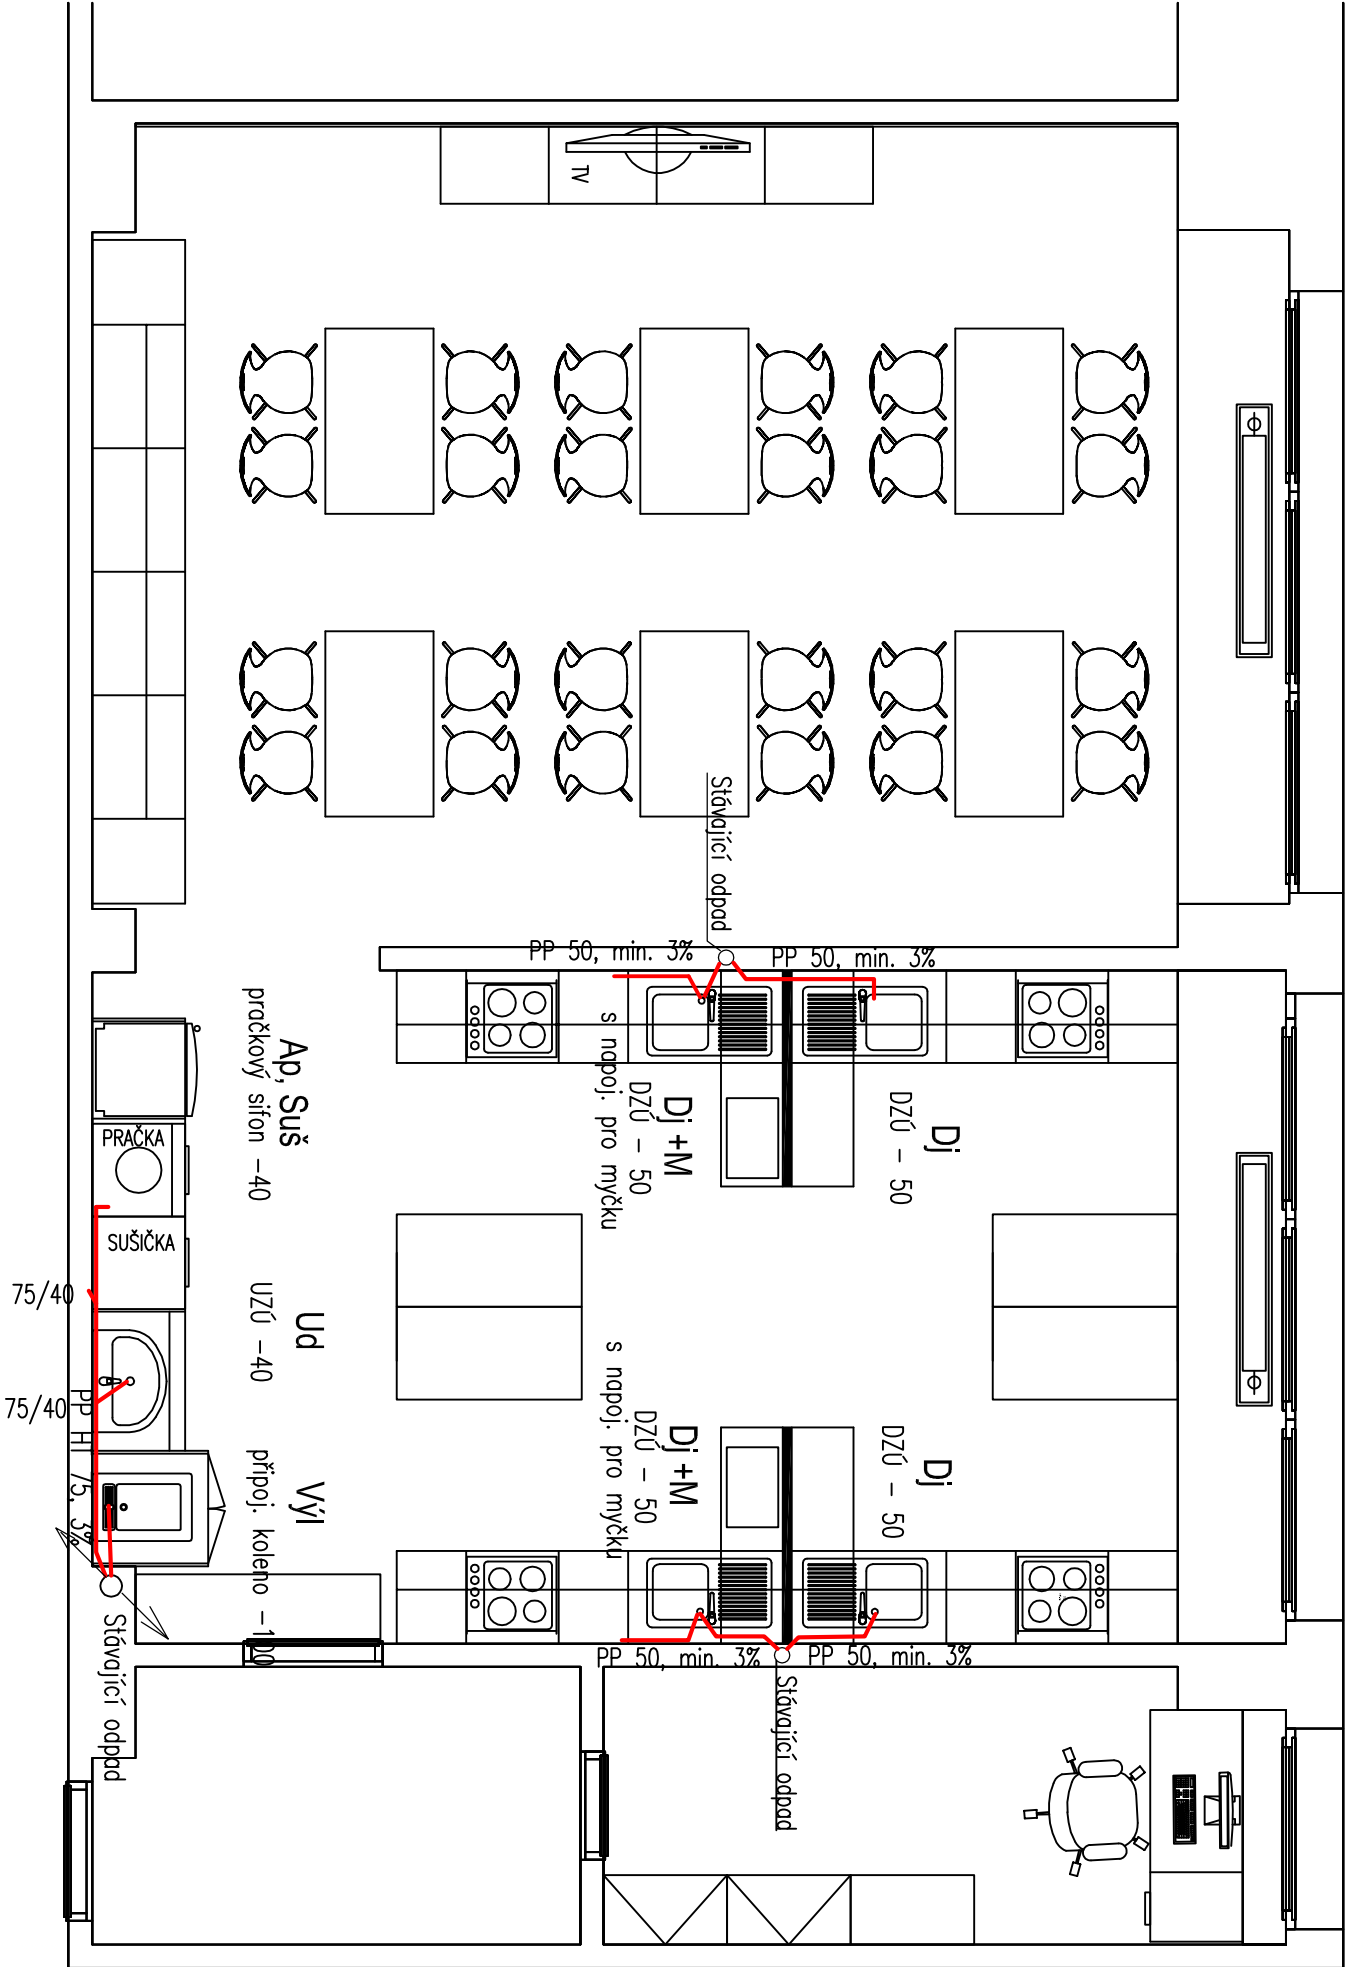 TV
Stávající odpad
PP 50, min. 3%
PP 50, min. 3%
Ap, Suš
pračkový sifon -40
PRAČKA
SUŠIČKA
Dj +M
DZÚ - 50
s napoj. pro myčku
Dj
DZÚ - 50
75/40
75/40
PP HT 75, 3%
Ud
UZÚ -40
Výl
připoj. koleno -100
Dj +M
DZÚ - 50
s napoj. pro myčku
Dj
DZÚ - 50
PP 50, min. 3%
PP 50, min. 3%
Stávající odpad
Stávající odpad